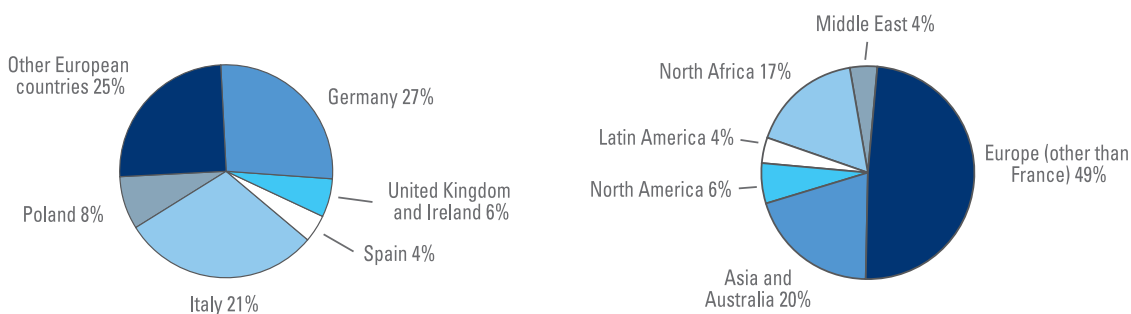 Other European
countries 25%
Germany 27%
United Kingdom
and Ireland 6%
Spain 4%
Italy 21%
Poland 8%
Middle East 4%
North Africa 17%
Latin America 4%
North America 6%
Europe (other than
France) 49%
Asia and
Australia 20%